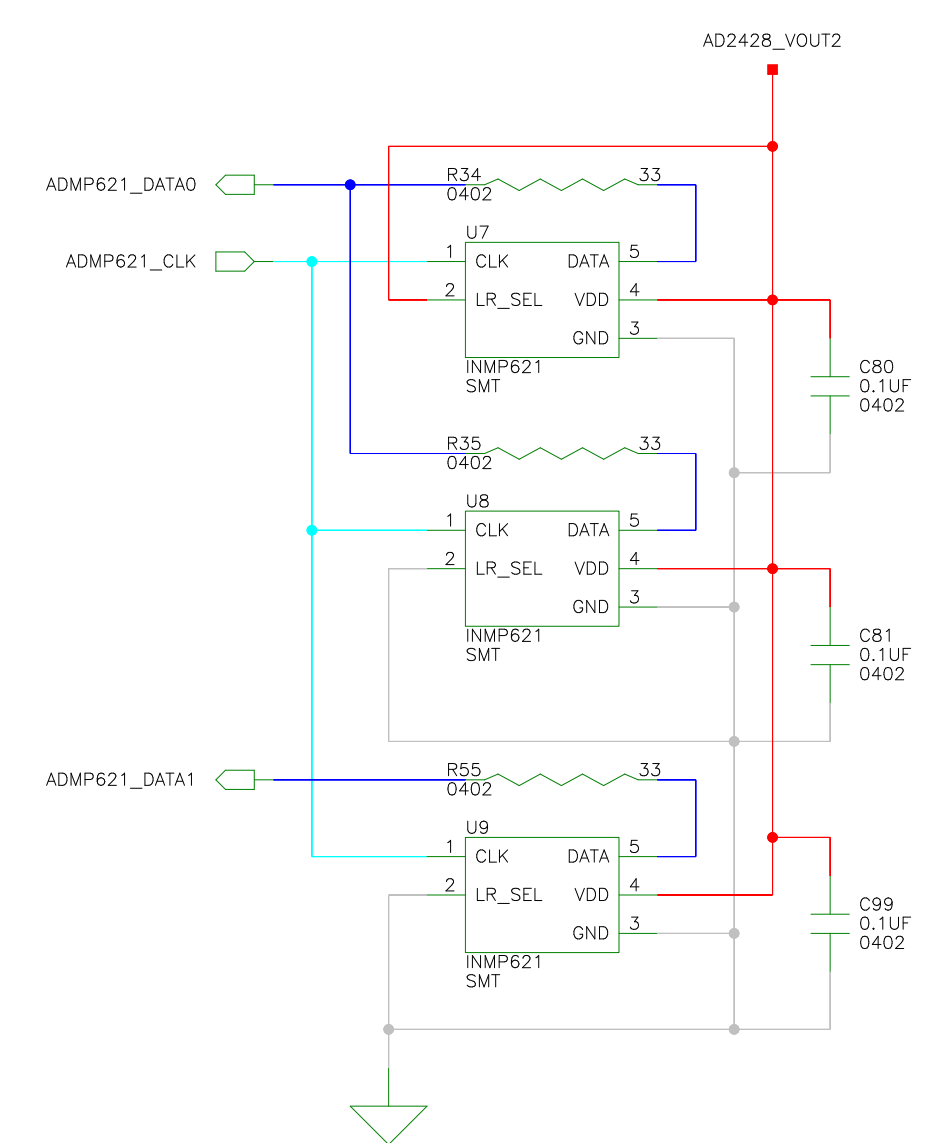 AD2428_VOUT2
ADMP621_DATA0
R34 33
0402
U7
ADMP621_CLK
1 CLK DATA 5
2 LR_SEL VDD 4
GND 3
INMP621
SMT
C80
0.1UF
0402
R35 33
0402
U8
1 CLK DATA 5
2 LR_SEL VDD 4
GND 3
INMP621
SMT
C81
0.1UF
0402
ADMP621_DATA1
R55 33
0402
U9
1 CLK DATA 5
2 LR_SEL VDD 4
GND 3
INMP621
SMT
C99
0.1UF
0402